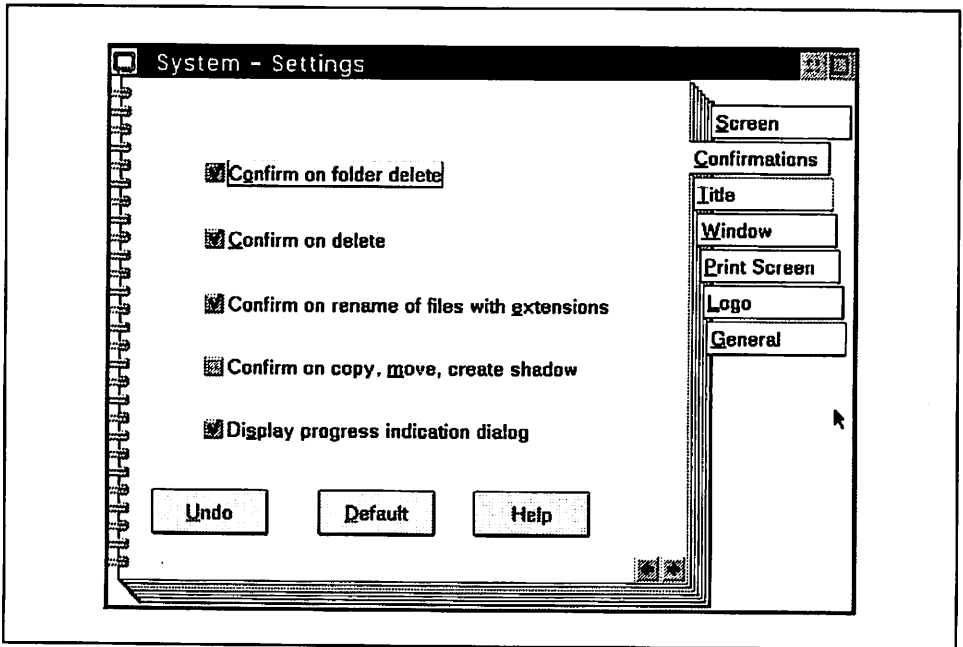 System - Settings
Confirm on folder delete
Confirm on delete
Confirm on rename of files with extensions
Confirm on copy, move, create shadow
Display progress indication dialog
Undo
Default
Help
Screen
Confirmations
Title
Window
Print Screen
Logo
General